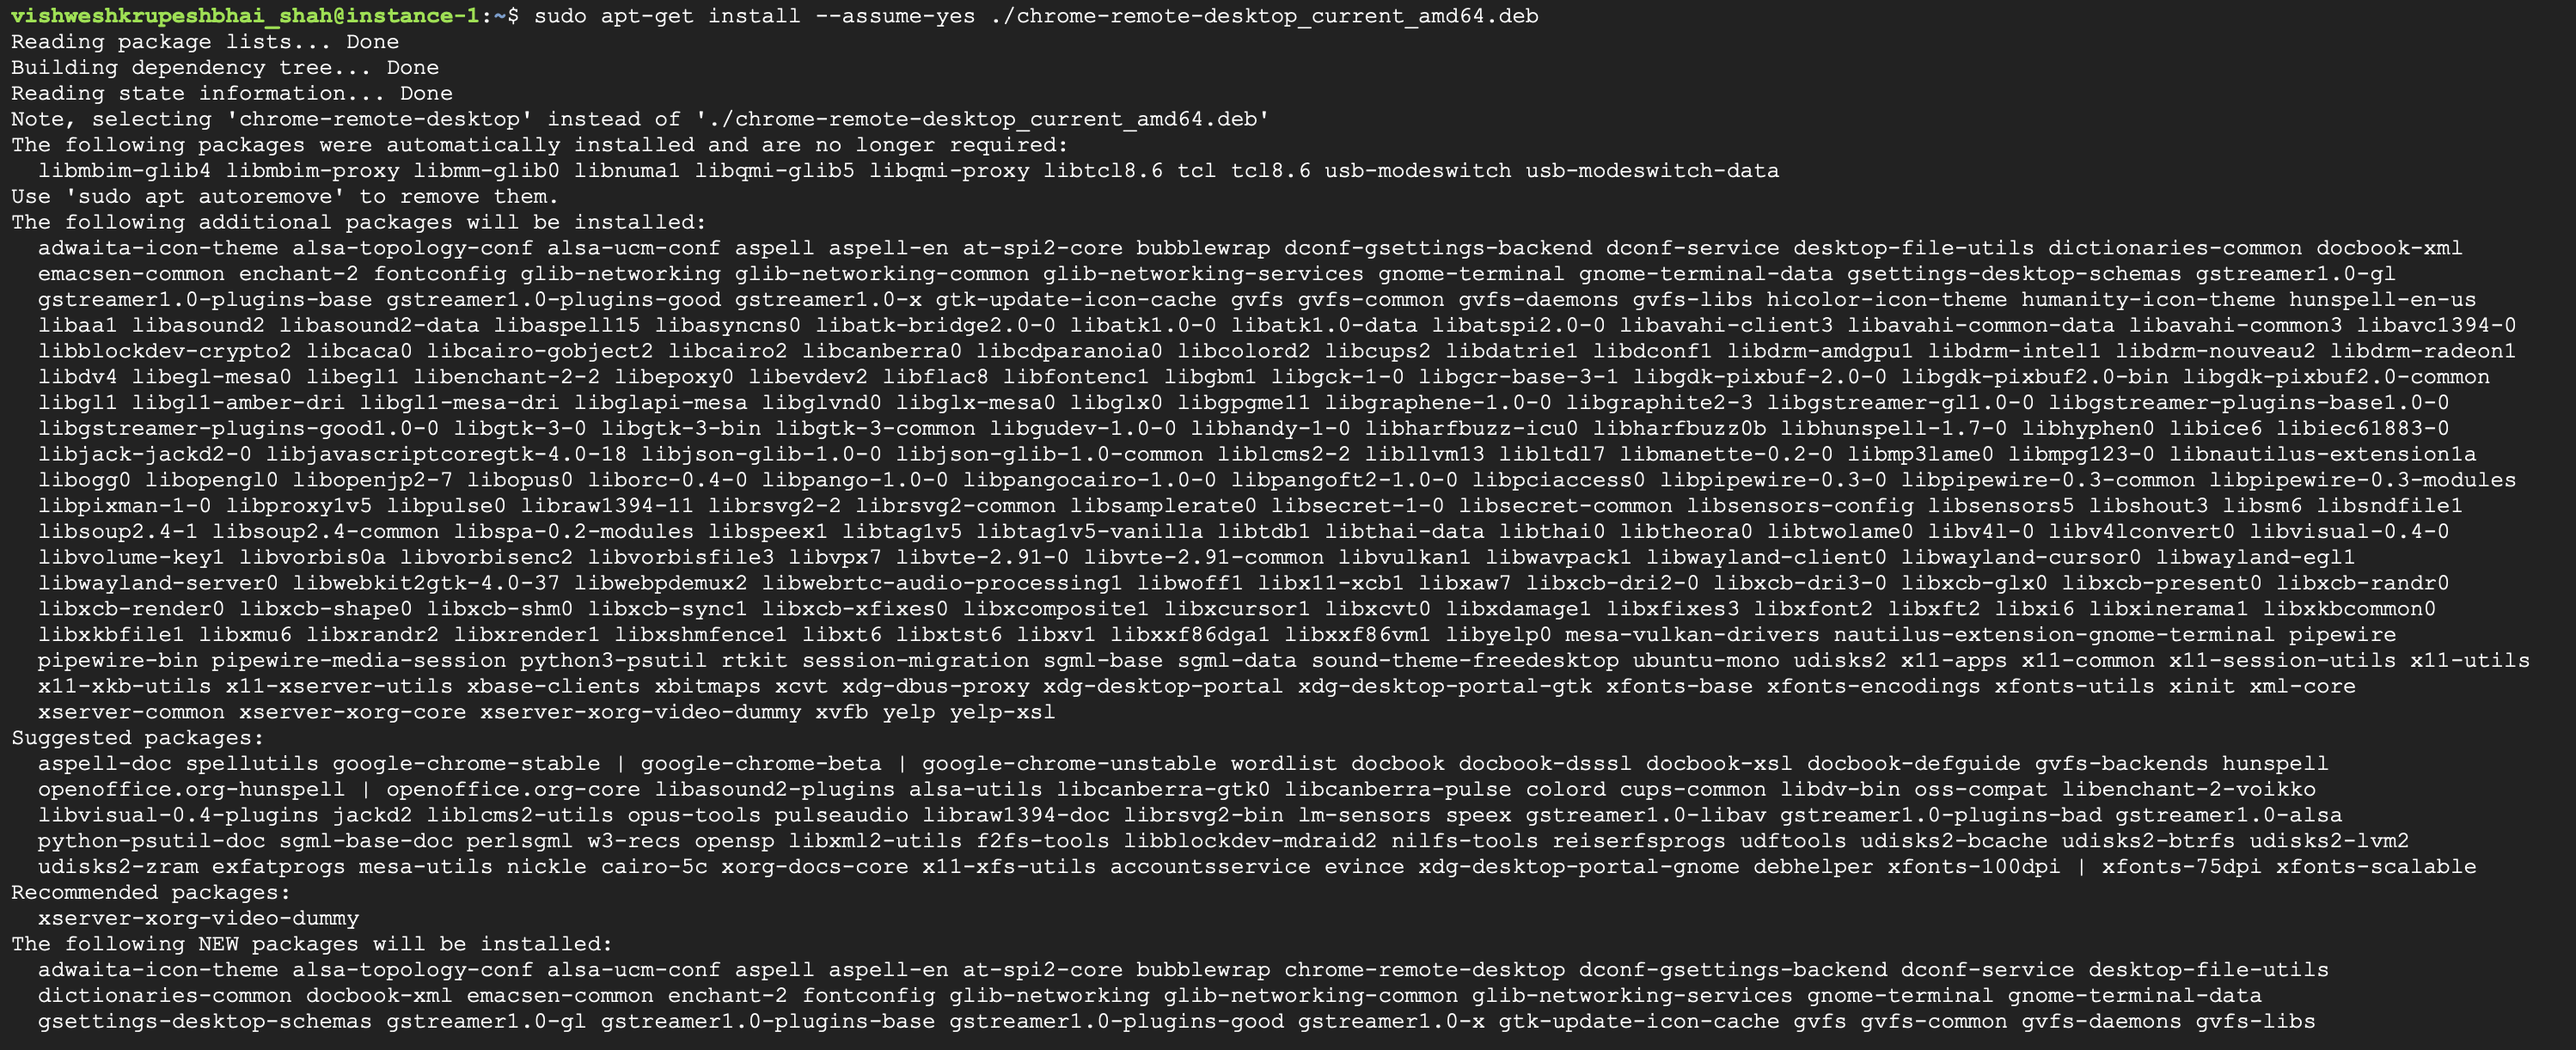 vishweshkrupeshbhai_shah@instance-1:~$ sudo apt-get install --assume-yes ./chrome-remote-desktop_current_amd64.deb
Reading package lists... Done
Building dependency tree... Done
Reading state information... Done
Note, selecting 'chrome-remote-desktop' instead of './chrome-remote-desktop_current_amd64.deb'
The following packages were automatically installed and are no longer required:
  libmbim-glib4 libmbim-proxy libmm-glib0 libnuma1 libqmi-glib5 libqmi-proxy libtcl8.6 tcl tcl8.6 usb-modeswitch usb-modeswitch-data
Use 'sudo apt autoremove' to remove them.
The following additional packages will be installed:
  adwaita-icon-theme alsa-topology-conf alsa-ucm-conf aspell aspell-en at-spi2-core bubblewrap dconf-gsettings-backend dconf-service desktop-file-utils dictionaries-common docbook-xml
  emacsen-common enchant-2 fontconfig glib-networking glib-networking-common glib-networking-services gnome-terminal gnome-terminal-data gsettings-desktop-schemas gstreamer1.0-gl
  gstreamer1.0-plugins-base gstreamer1.0-plugins-good gstreamer1.0-x gtk-update-icon-cache gvfs gvfs-common gvfs-daemons gvfs-libs hicolor-icon-theme humanity-icon-theme hunspell-en-us
  libaa1 libasound2 libasound2-data libaspell15 libasyncns0 libatk-bridge2.0-0 libatk1.0-0 libatk1.0-data libatspi2.0-0 libavahi-client3 libavahi-common-data libavahi-common3 libavc1394-0
  libblockdev-crypto2 libcaca0 libcairo-gobject2 libcairo2 libcanberra0 libcdparanoia0 libcolord2 libcups2 libdatrie1 libdconf1 libdrm-amdgpu1 libdrm-intel1 libdrm-nouveau2 libdrm-radeon1
  libdv4 libegl-mesa0 libegl1 libenchant-2-2 libepoxy0 libevdev2 libflac8 libfontenc1 libgbm1 libgck-1-0 libgcr-base-3-1 libgdk-pixbuf-2.0-0 libgdk-pixbuf2.0-bin libgdk-pixbuf2.0-common
  libgl1 libgl1-amber-dri libgl1-mesa-dri libglapi-mesa libglvnd0 libglx-mesa0 libglx0 libgpgme11 libgraphene-1.0-0 libgraphite2-3 libgstreamer-gl1.0-0 libgstreamer-plugins-base1.0-0
  libgstreamer-plugins-good1.0-0 libgtk-3-0 libgtk-3-bin libgtk-3-common libgudev-1.0-0 libhandy-1-0 libharfbuzz-icu0 libharfbuzz0b libhunspell-1.7-0 libhyphen0 libice6 libiec61883-0
  libjack-jackd2-0 libjavascriptcoregtk-4.0-18 libjson-glib-1.0-0 libjson-glib-1.0-common liblcms2-2 libllvm13 libltdl7 libmanette-0.2-0 libmp3lame0 libmpg123-0 libnautilus-extension1a
  libogg0 libopengl0 libopenjp2-7 libopus0 liborc-0.4-0 libpango-1.0-0 libpangocairo-1.0-0 libpangoft2-1.0-0 libpciaccess0 libpipewire-0.3-0 libpipewire-0.3-common libpipewire-0.3-modules
  libpixman-1-0 libproxy1v5 libpulse0 libraw1394-11 librsvg2-2 librsvg2-common libsamplerate0 libsecret-1-0 libsecret-common libsensors-config libsensors5 libshout3 libsm6 libsndfile1
  libsoup2.4-1 libsoup2.4-common libspa-0.2-modules libspeex1 libtag1v5 libtag1v5-vanilla libtdb1 libthai-data libthai0 libtheora0 libtwolame0 libv4l-0 libv4lconvert0 libvisual-0.4-0
  libvolume-key1 libvorbis0a libvorbisenc2 libvorbisfile3 libvpx7 libvte-2.91-0 libvte-2.91-common libvulkan1 libwavpack1 libwayland-client0 libwayland-cursor0 libwayland-egl1
  libwayland-server0 libwebkit2gtk-4.0-37 libwebpdemux2 libwebrtc-audio-processing1 libwoff1 libx11-xcb1 libxaw7 libxcb-dri2-0 libxcb-dri3-0 libxcb-glx0 libxcb-present0 libxcb-randr0
  libxcb-render0 libxcb-shape0 libxcb-shm0 libxcb-sync1 libxcb-xfixes0 libxcomposite1 libxcursor1 libxcvt0 libxdamage1 libxfixes3 libxfont2 libxft2 libxi6 libxinerama1 libxkbcommon0
  libxkbfile1 libxmu6 libxrandr2 libxrender1 libxshmfence1 libxt6 libxtst6 libxv1 libxxf86dga1 libxxf86vm1 libyelp0 mesa-vulkan-drivers nautilus-extension-gnome-terminal pipewire
  pipewire-bin pipewire-media-session python3-psutil rtkit session-migration sgml-base sgml-data sound-theme-freedesktop ubuntu-mono udisks2 x11-apps x11-common x11-session-utils x11-utils
  x11-xkb-utils x11-xserver-utils xbase-clients xbitmaps xcvt xdg-dbus-proxy xdg-desktop-portal xdg-desktop-portal-gtk xfonts-base xfonts-encodings xfonts-utils xinit xml-core
  xserver-common xserver-xorg-core xserver-xorg-video-dummy xvfb yelp yelp-xsl
Suggested packages:
  aspell-doc spellutils google-chrome-stable | google-chrome-beta | google-chrome-unstable wordlist docbook docbook-dsssl docbook-xsl docbook-defguide gvfs-backends hunspell
  openoffice.org-hunspell | openoffice.org-core libasound2-plugins alsa-utils libcanberra-gtk0 libcanberra-pulse colord cups-common libdv-bin oss-compat libenchant-2-voikko
  libvisual-0.4-plugins jackd2 liblcms2-utils opus-tools pulseaudio libraw1394-doc librsvg2-bin lm-sensors speex gstreamer1.0-libav gstreamer1.0-plugins-bad gstreamer1.0-alsa
  python-psutil-doc sgml-base-doc perlsgml w3-recs opensp libxml2-utils f2fs-tools libblockdev-mdraid2 nilfs-tools reiserfsprogs udftools udisks2-bcache udisks2-btrfs udisks2-lvm2
  udisks2-zram exfatprogs mesa-utils nickle cairo-5c xorg-docs-core x11-xfs-utils accountsservice evince xdg-desktop-portal-gnome debhelper xfonts-100dpi | xfonts-75dpi xfonts-scalable
Recommended packages:
  xserver-xorg-video-dummy
The following NEW packages will be installed:
  adwaita-icon-theme alsa-topology-conf alsa-ucm-conf aspell aspell-en at-spi2-core bubblewrap chrome-remote-desktop dconf-gsettings-backend dconf-service desktop-file-utils
  dictionaries-common docbook-xml emacsen-common enchant-2 fontconfig glib-networking glib-networking-common glib-networking-services gnome-terminal gnome-terminal-data
  gsettings-desktop-schemas gstreamer1.0-gl gstreamer1.0-plugins-base gstreamer1.0-plugins-good gstreamer1.0-x gtk-update-icon-cache gvfs gvfs-common gvfs-daemons gvfs-libs